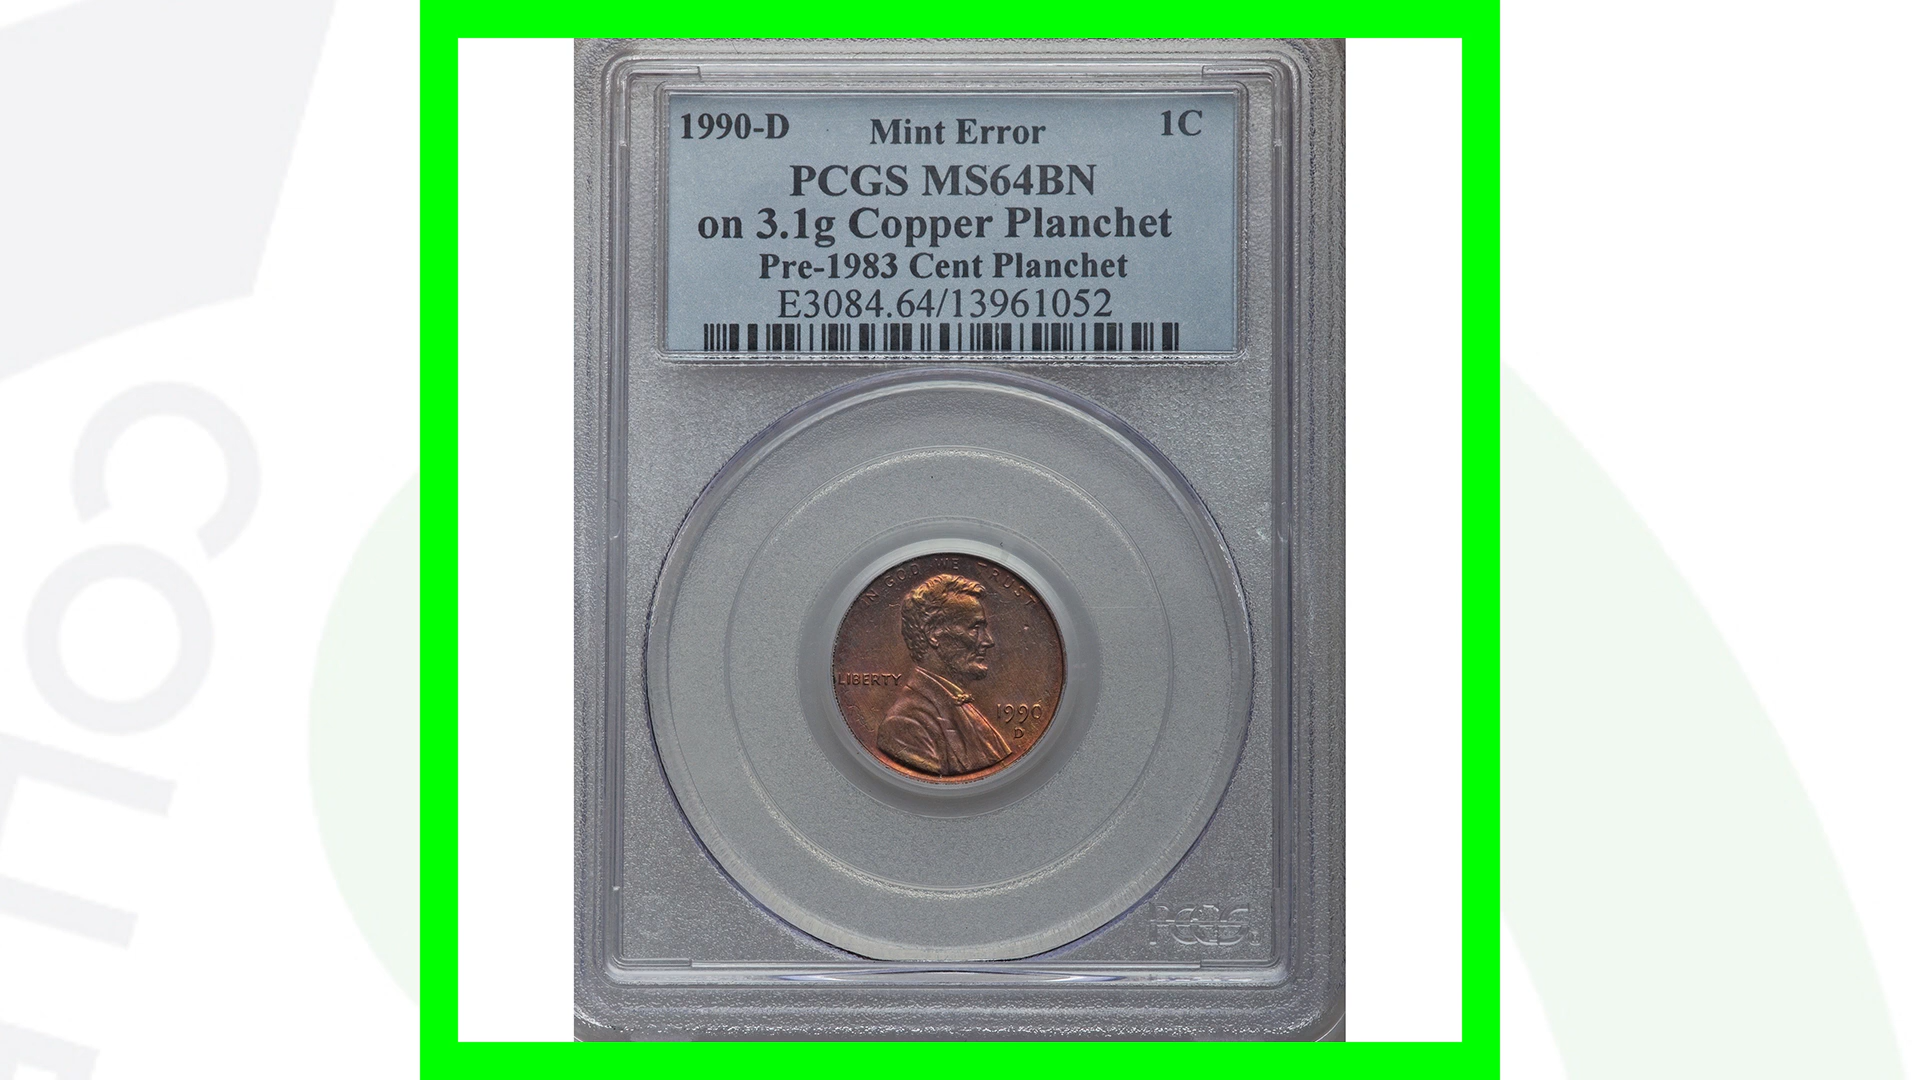 1990-D Mint Error 1C
PCGS MS64BN
on 3.1g Copper Planchet
Pre-1983 Cent Planchet
E3084.64/13961052
IN GOD WE TRUST
LIBERTY
1990
D
PCGS